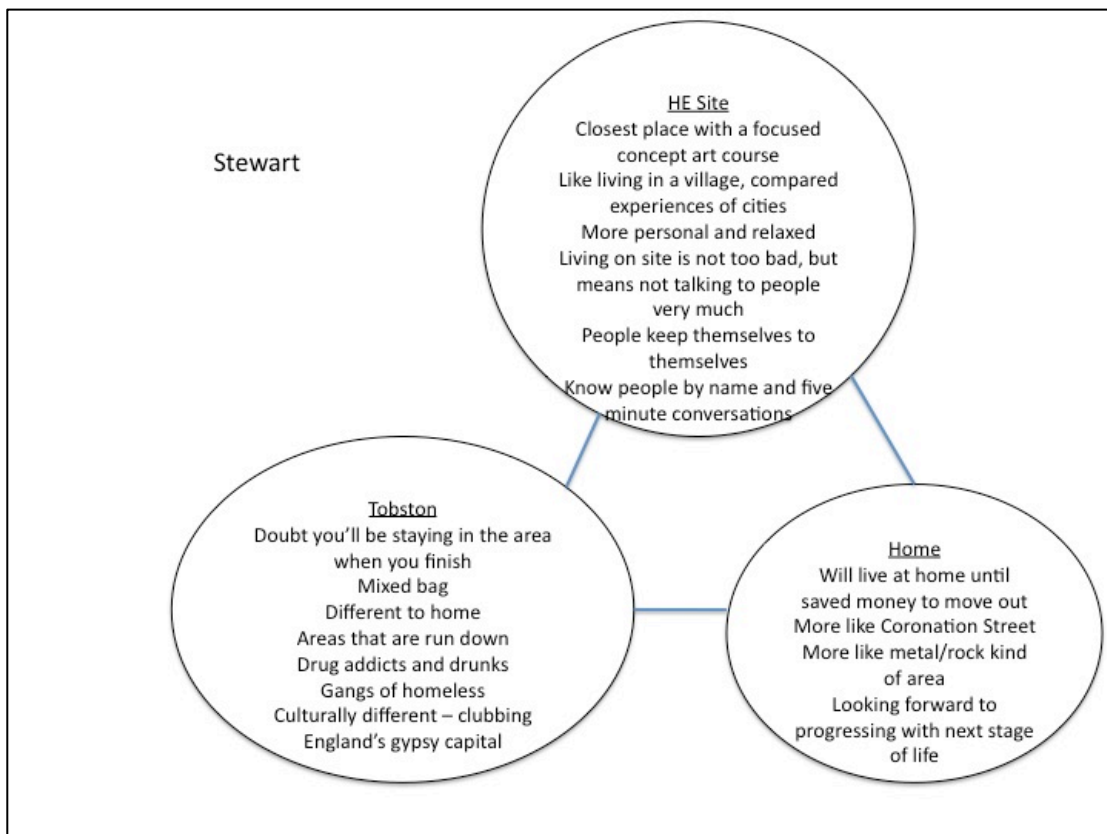 Stewart
HE Site
Closest place with a focused
concept art course
Like living in a village, compared
experiences of cities
More personal and relaxed
Living on site is not too bad, but
means not talking to people
very much
People keep themselves to
themselves
Know people by name and five
minute conversations
Tobston
Doubt you'll be staying in the area
when you finish
Mixed bag
Different to home
Areas that are run down
Drug addicts and drunks
Gangs of homeless
Culturally different – clubbing
England's gypsy capital
Home
Will live at home until
saved money to move out
More like Coronation Street
More like metal/rock kind
of area
Looking forward to
progressing with next stage
of life